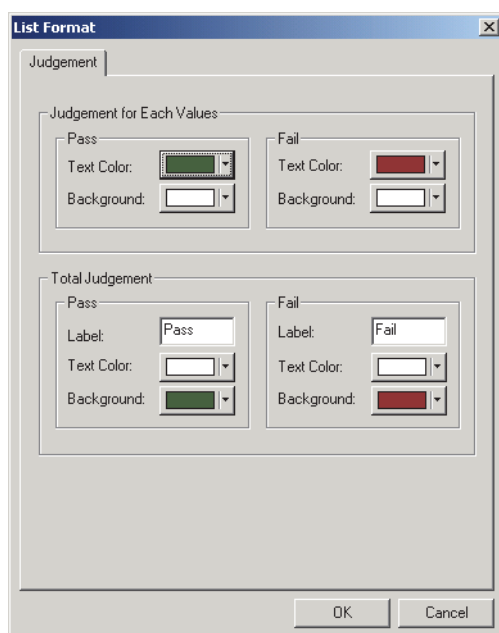 List Format
Judgement
Judgement for Each Values
Pass
Text Color:
Background:
Fail
Text Color:
Background:
Total Judgement
Pass
Label: Pass
Text Color:
Background:
Fail
Label: Fail
Text Color:
Background:
OK Cancel